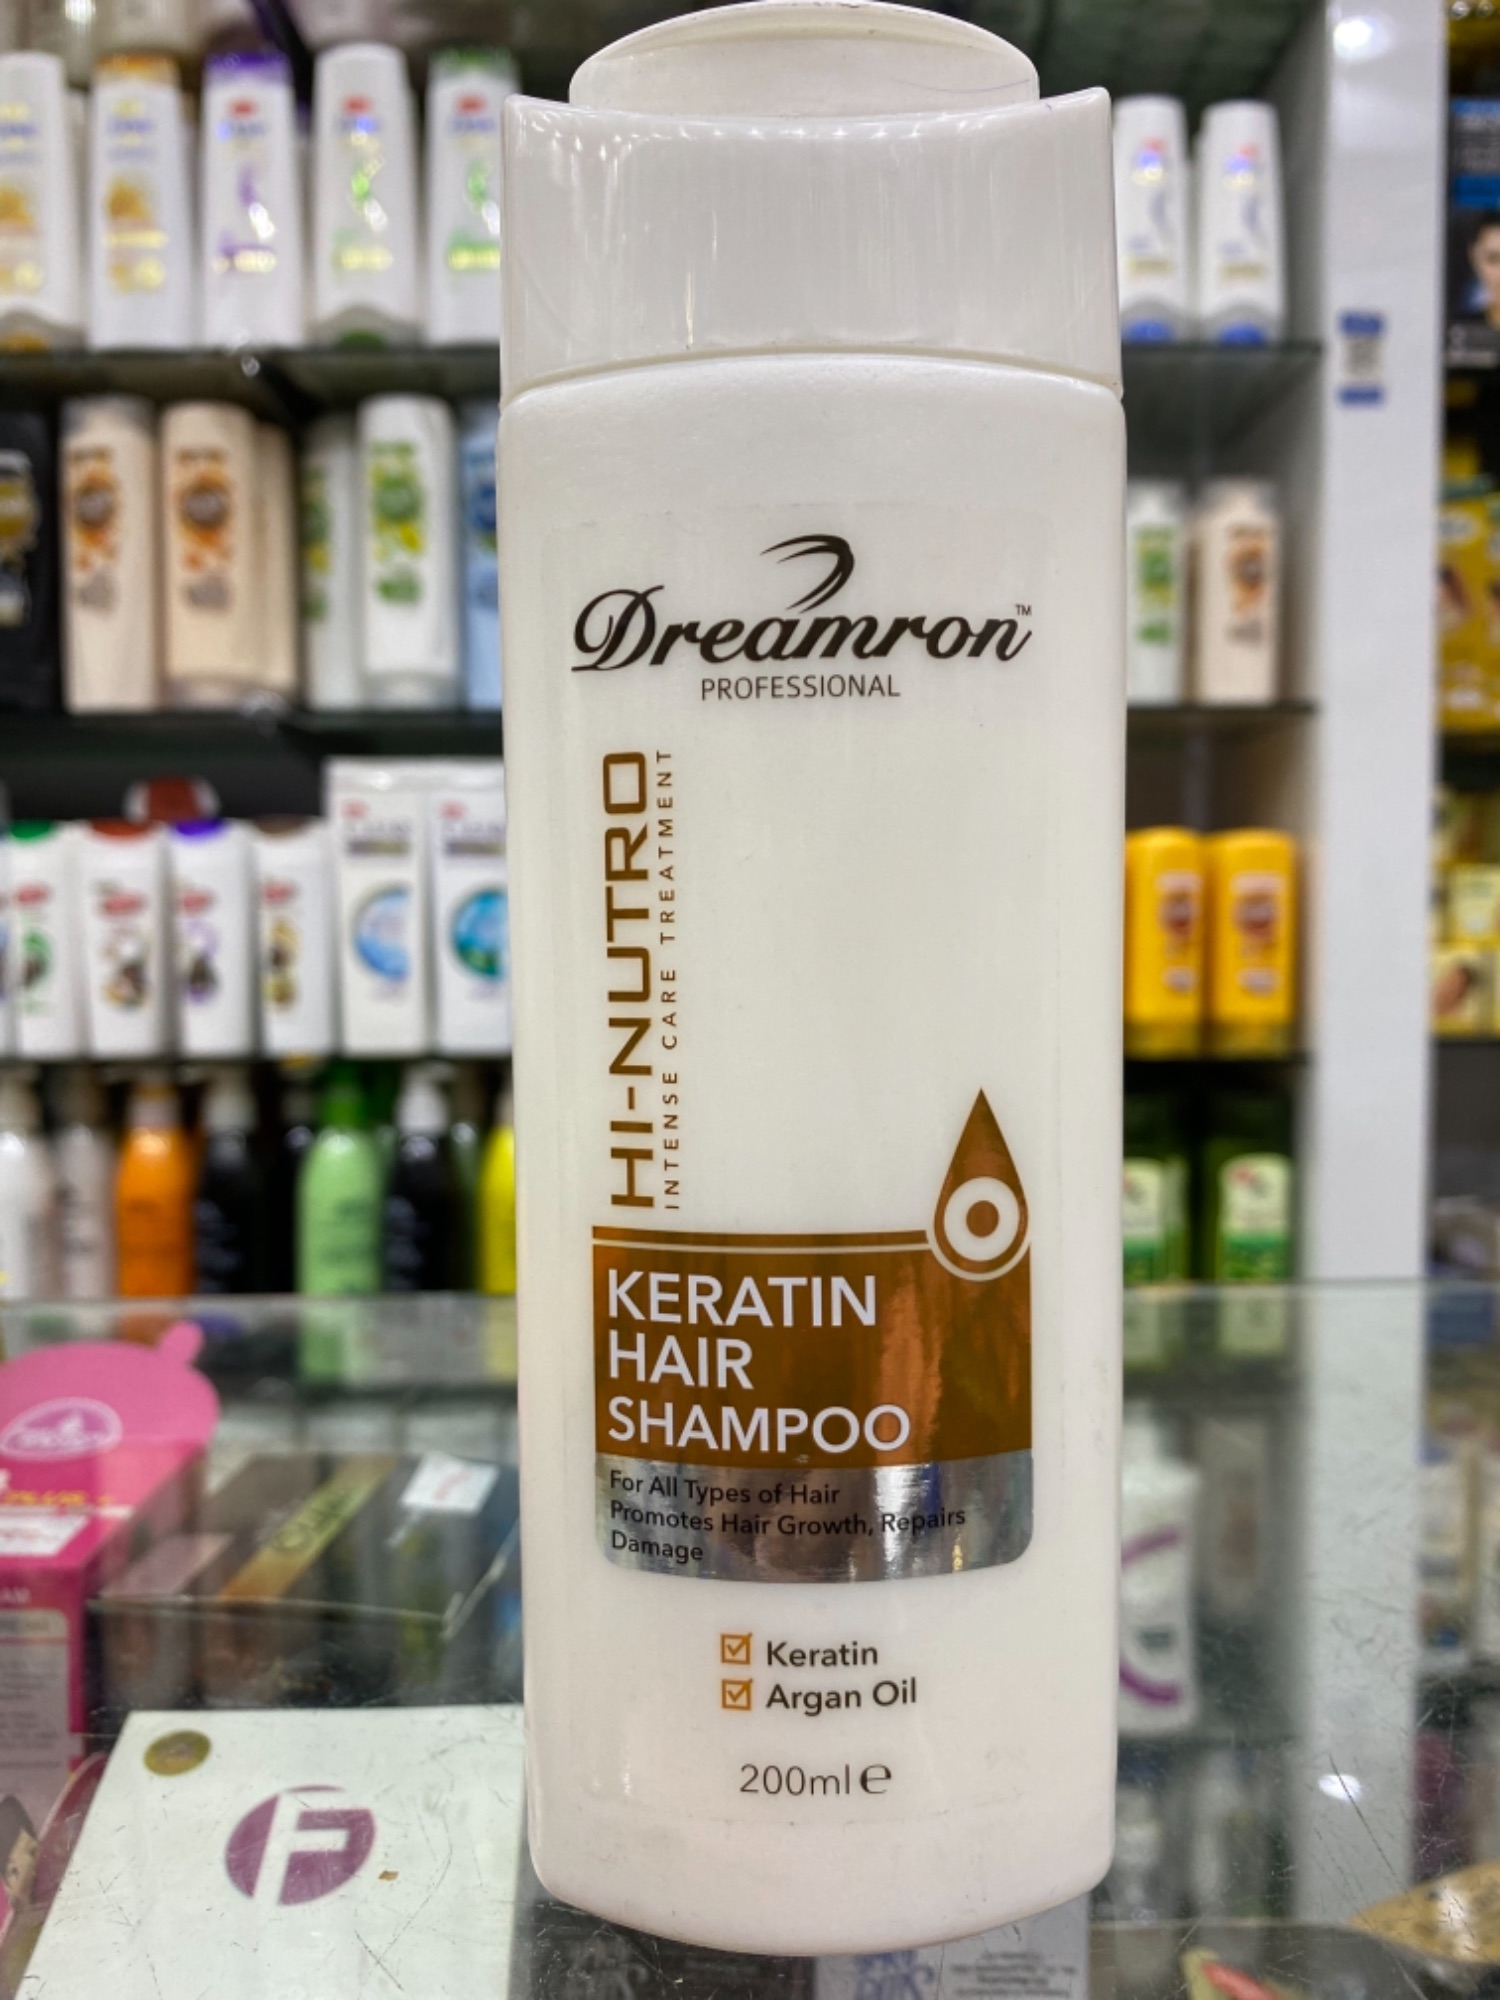 Dreamron™
PROFESSIONAL
HI-NUTRO
INTENSE CARE TREATMENT
KERATIN
HAIR
SHAMPOO
For All Types of Hair
Promotes Hair Growth, Repairs
Damage
Keratin
Argan Oil
200ml e